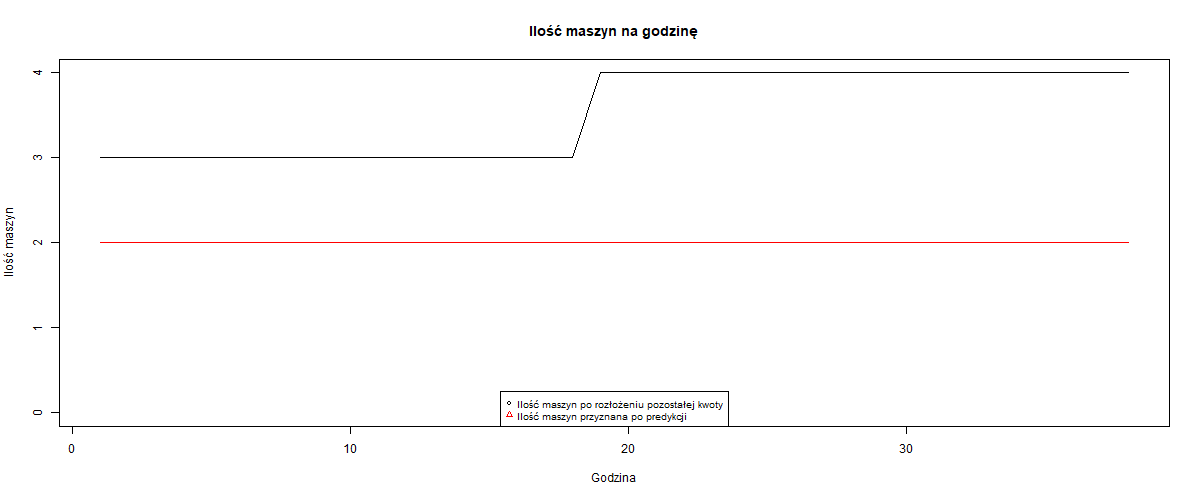 Ilość maszyn na godzinę
Ilość maszyn
4
3
2
1
0
Ilość maszyn po rozłożeniu pozostałej kwoty
Ilość maszyn przyznana po predykcji
0 10 20 30
Godzina